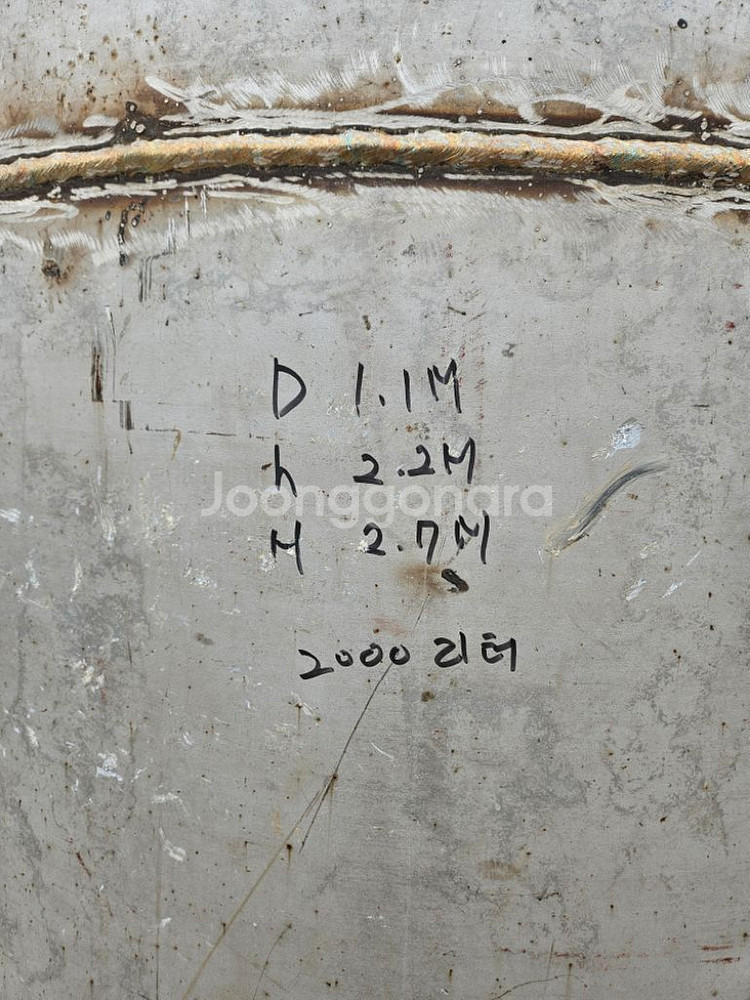 D 1.1M
h 2.2M
Joonggonara
H 2.7M
2000 리터